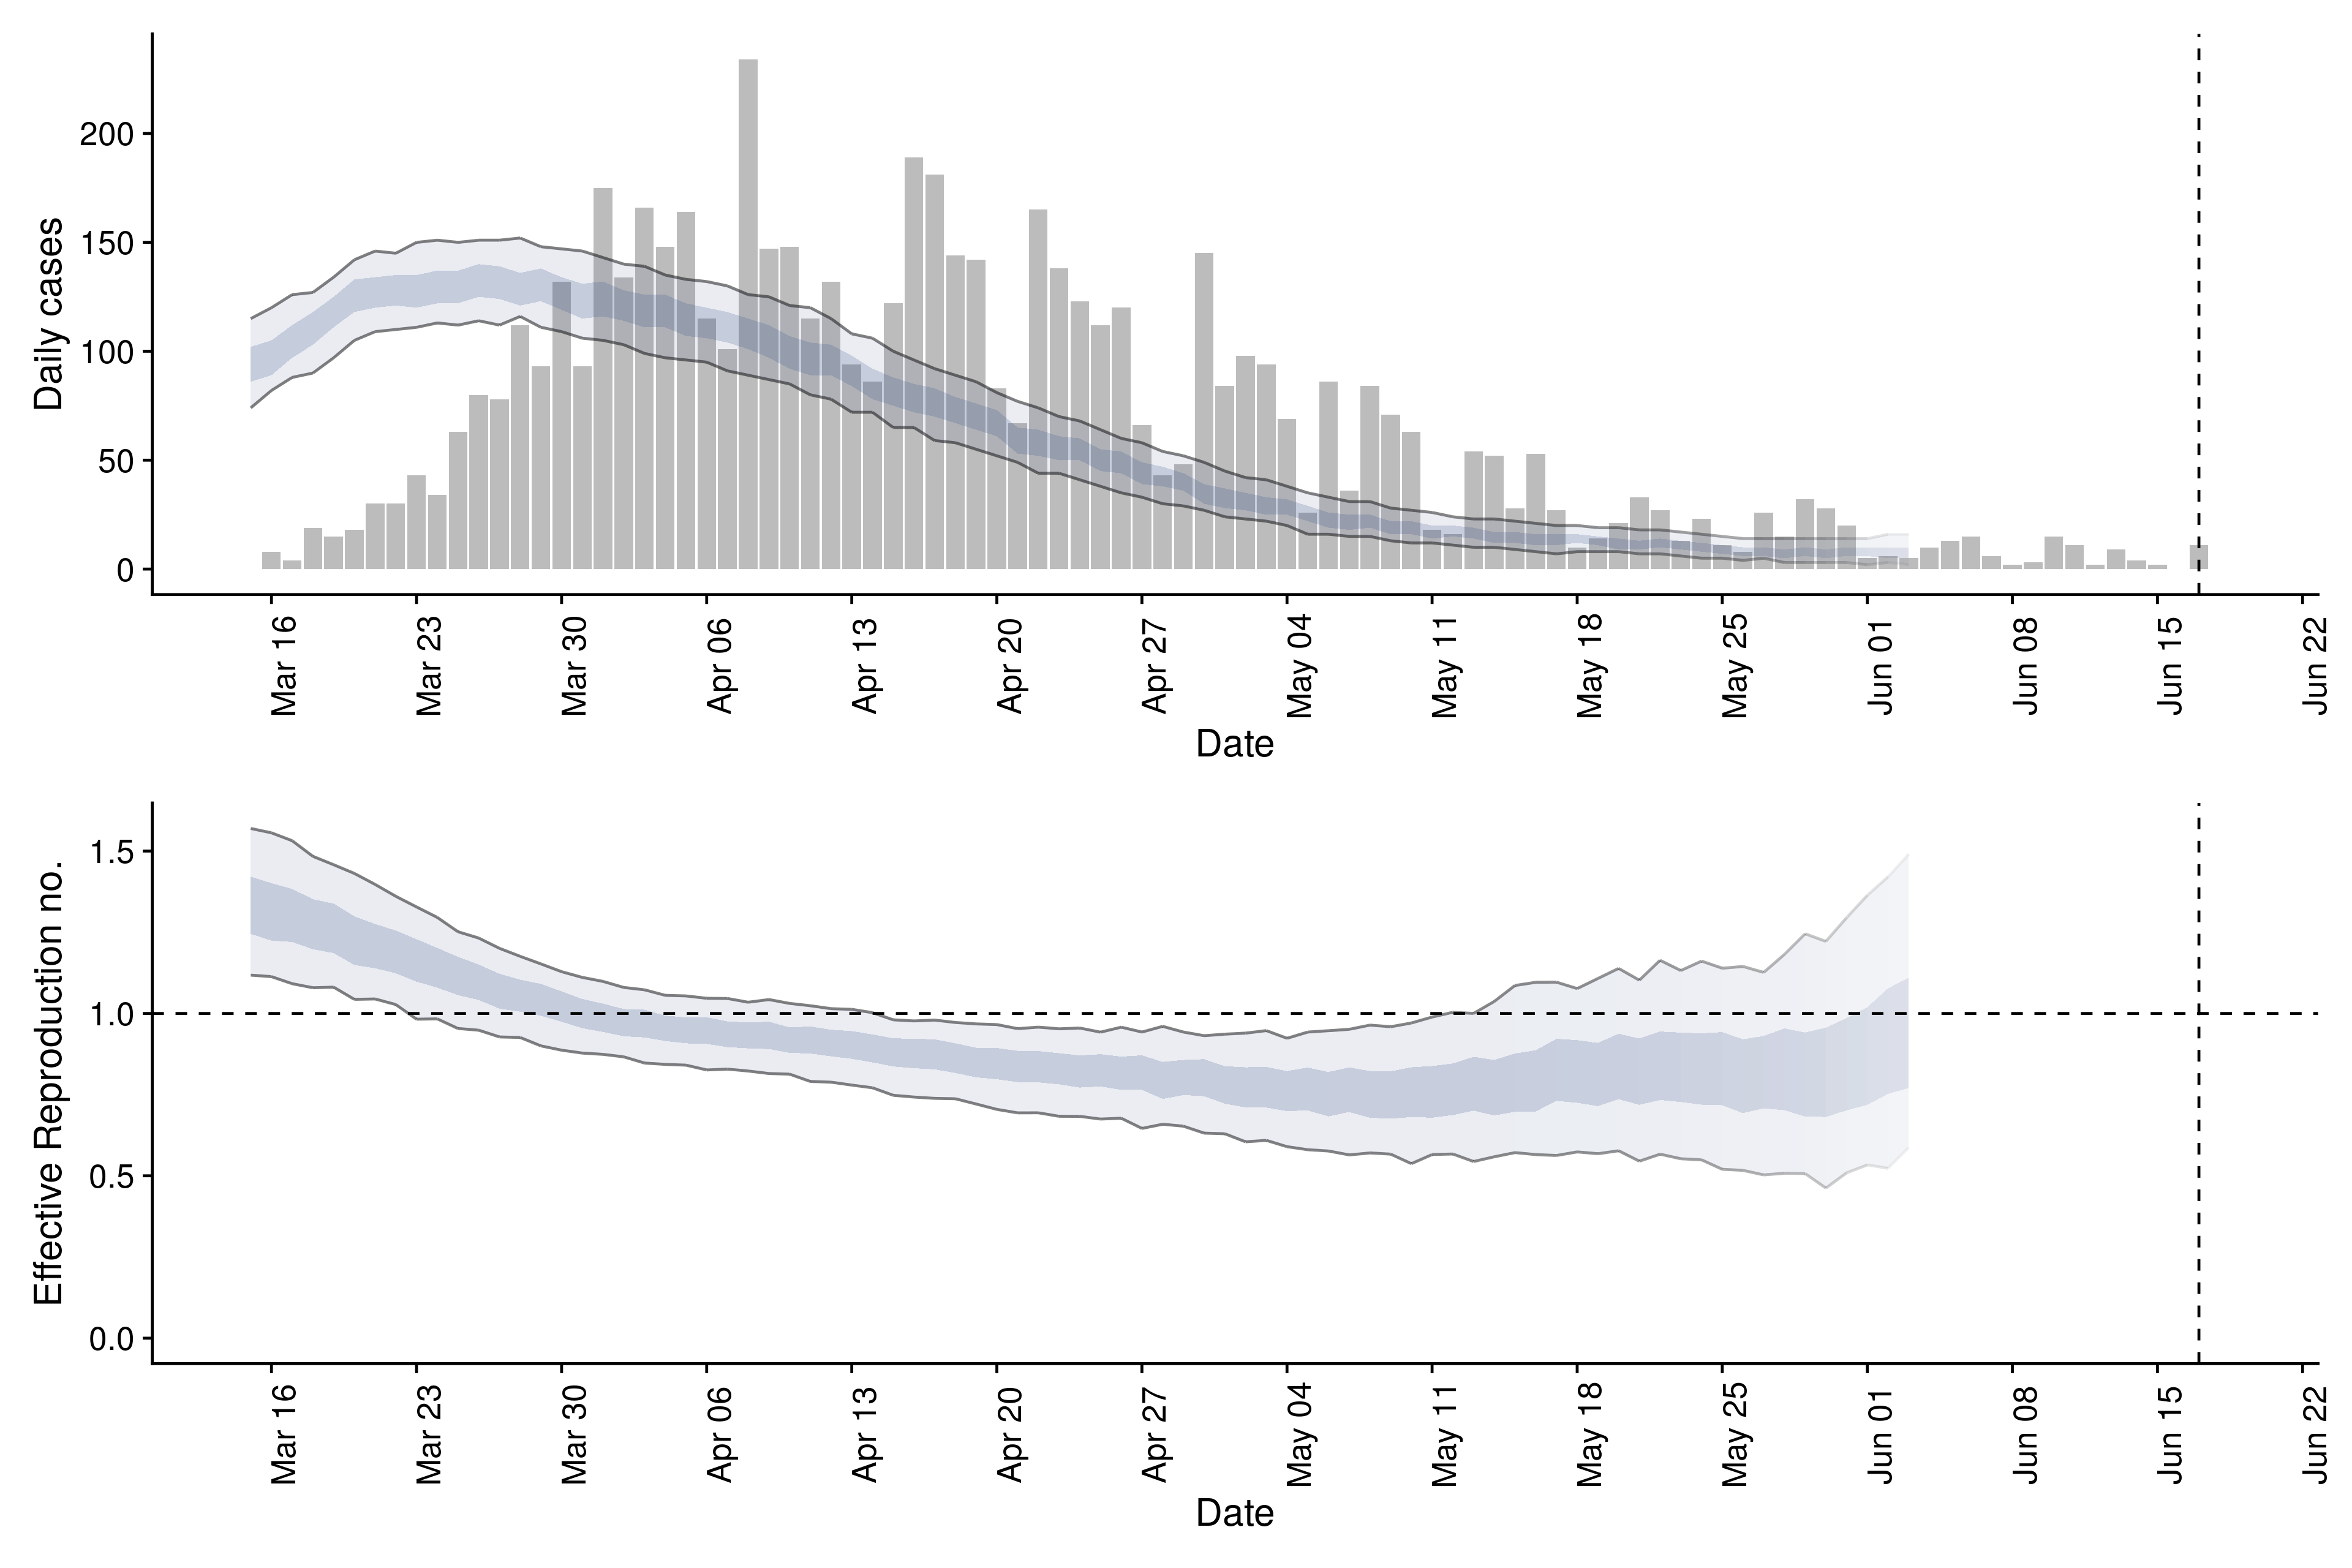 Daily cases
200
150
100
50
0
Mar 16
Mar 23
Mar 30
Apr 06
Apr 13
Apr 20
Apr 27
May 04
May 11
May 18
May 25
Jun 01
Jun 08
Jun 15
Jun 22
Date
Effective Reproduction no.
1.5
1.0
0.5
0.0
Mar 16
Mar 23
Mar 30
Apr 06
Apr 13
Apr 20
Apr 27
May 04
May 11
May 18
May 25
Jun 01
Jun 08
Jun 15
Jun 22
Date